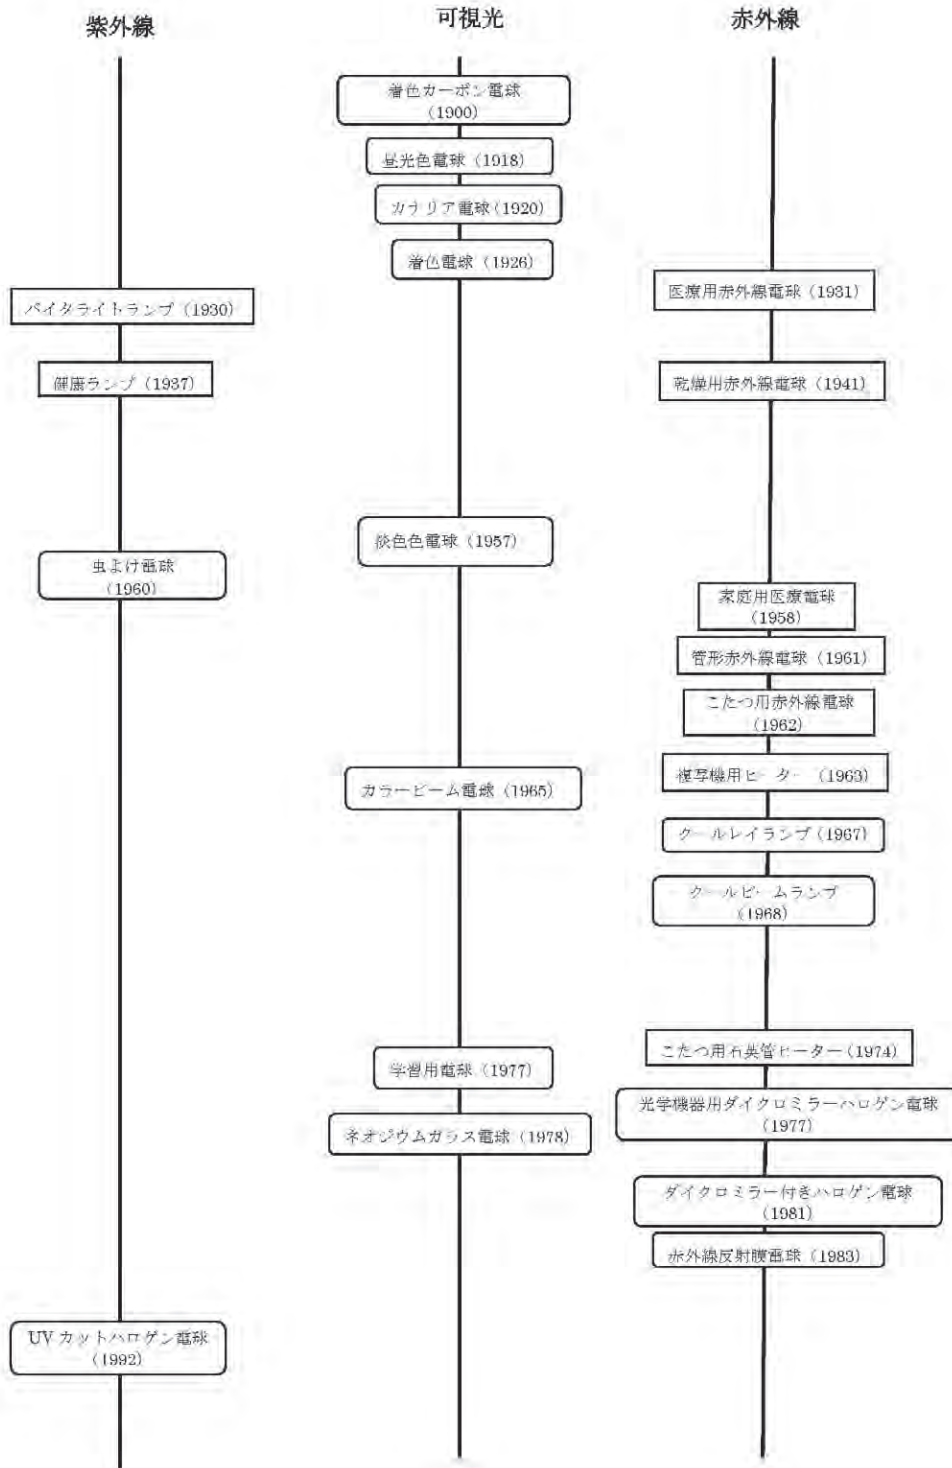 紫外線
可視光
赤外線
着色カーボン電球
(1900)
昼光色電球（1918）
カナリア電球(1920)
着色電球（1926）
バイタライトランプ（1930）
医療用赤外線電球（1931）
健康ランプ（1937）
乾燥用赤外線電球（1941）
淡色色電球（1957）
虫よけ電球
(1960)
家庭用医療電球
(1958)
管形赤外線電球（1961）
こたつ用赤外線電球
(1962)
複写機用ヒーター（1963）
カラービーム電球（1965）
クールレイランプ(1967)
クールビームランプ
(1968)
こたつ用石英管ヒーター(1974)
学習用電球（1977）
光学機器用ダイクロミラーハロゲン電球
(1977)
ネオジウムガラス電球（1978）
ダイクロミラー付きハロゲン電球
(1981)
赤外線反射膜電球（1983）
UV カットハロゲン電球
(1992)